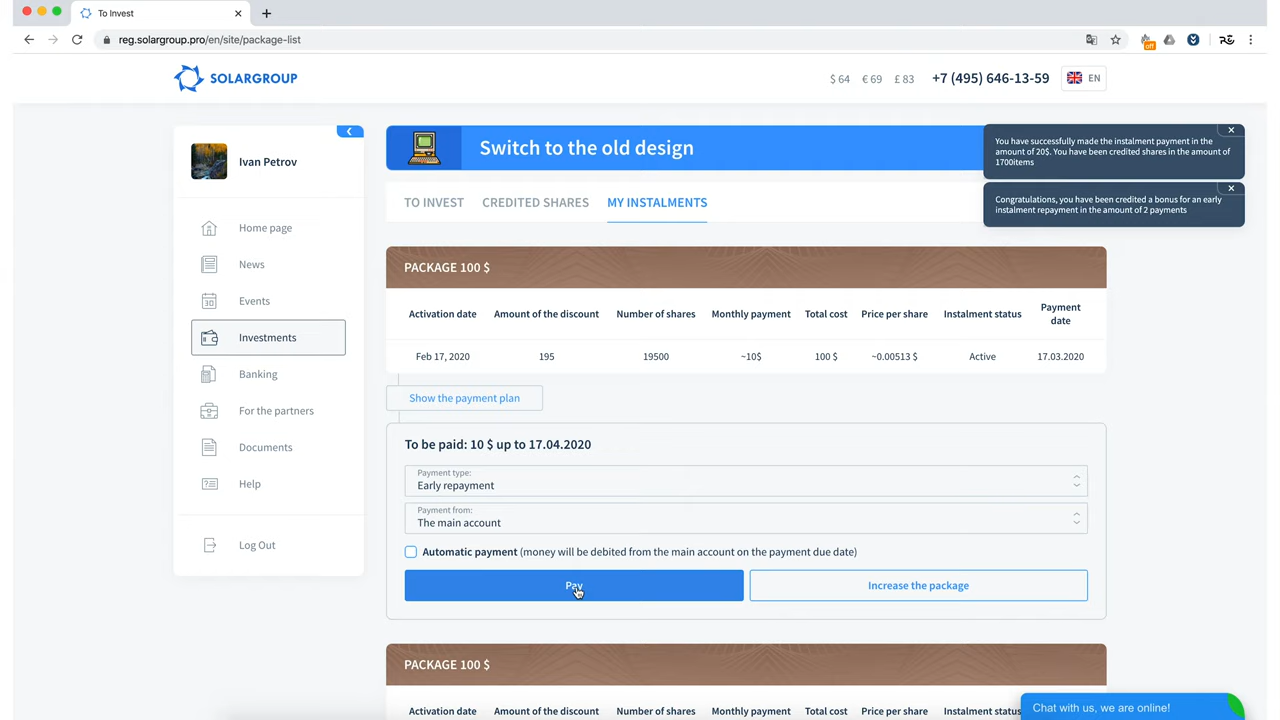 To Invest
reg.solargroup.pro/en/site/package-list
off
SOLARGROUP
$ 64 € 69 £ 83 +7 (495) 646-13-59 EN
Ivan Petrov
Home page
News
30
Events
Investments
Banking
For the partners
Documents
Help
Log Out
Switch to the old design
You have successfully made the instalment payment in the
amount of 20$. You have been credited shares in the amount of
1700items
Congratulations, you have been credited a bonus for an early
instalment repayment in the amount of 2 payments
TO INVEST CREDITED SHARES MY INSTALMENTS
PACKAGE 100 $
Activation date Amount of the discount Number of shares Monthly payment Total cost Price per share Instalment status Payment date
Feb 17, 2020 195 19500 ~10$ 100 $ ~0.00513 $ Active 17.03.2020
Show the payment plan
To be paid: 10 $ up to 17.04.2020
Payment type:
Early repayment
Payment from:
The main account
Automatic payment (money will be debited from the main account on the payment due date)
Pay Increase the package
PACKAGE 100 $
Activation date Amount of the discount Number of shares Monthly payment Total cost Price per share Instalment status
Chat with us, we are online!